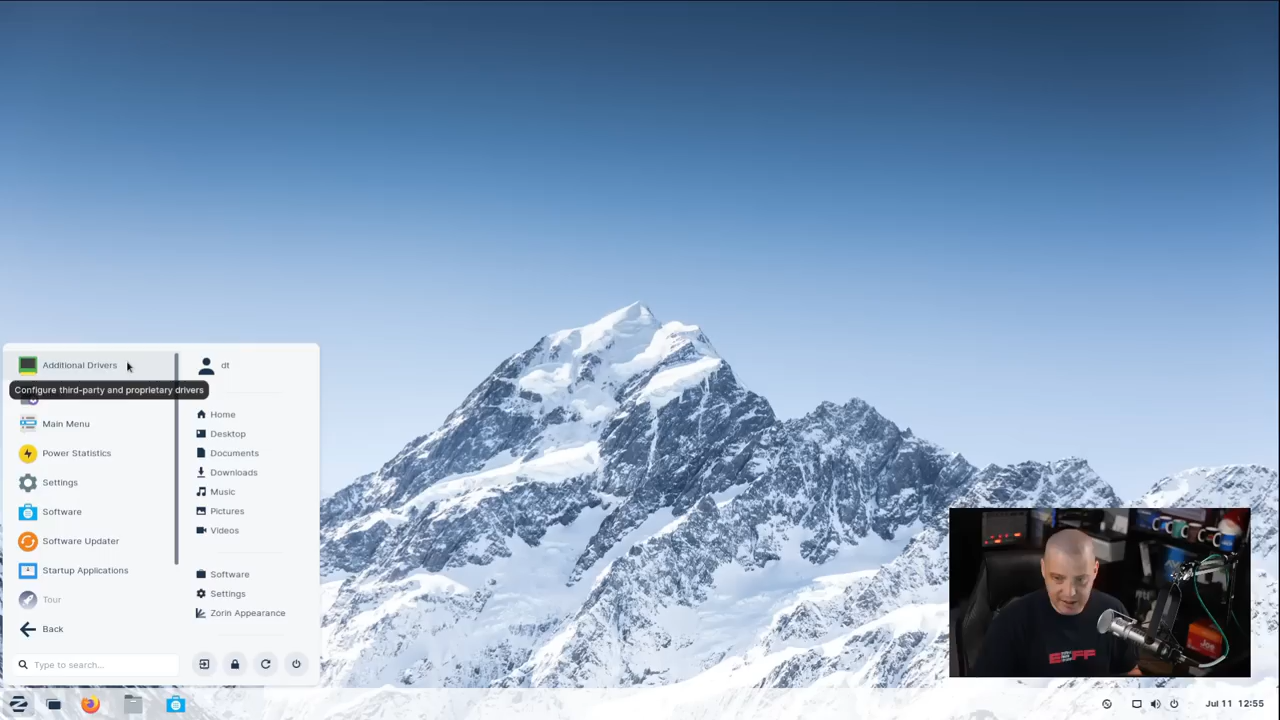 Additional Drivers
Configure third-party and proprietary drivers
Main Menu
Power Statistics
Settings
Software
Software Updater
Startup Applications
Tour
Back
Type to search...
dt
Home
Desktop
Documents
Downloads
Music
Pictures
Videos
Software
Settings
Zorin Appearance
Jul 11 12:55